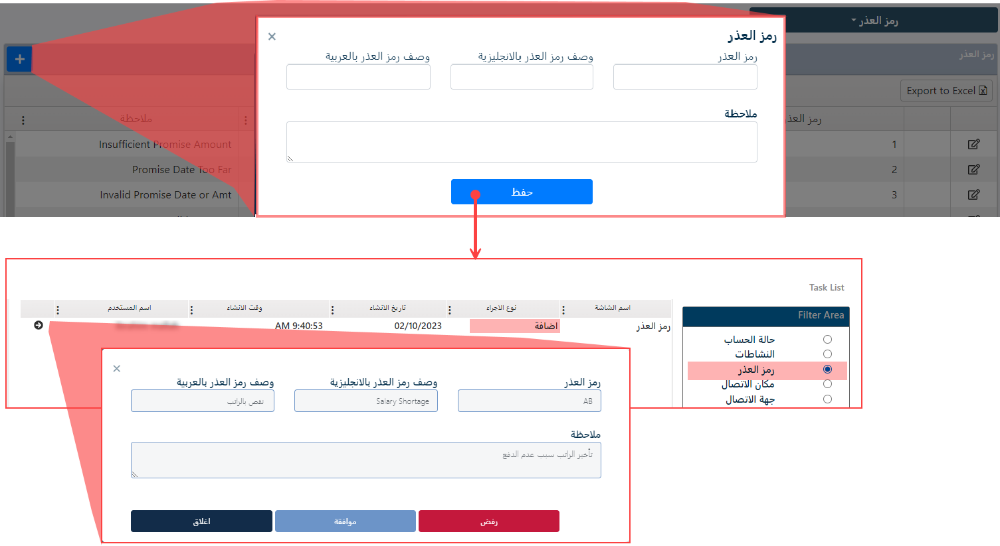 رمز العذر
رمز العذر
رمز العذر
رمز العذر
وصف رمز العذر بالانجليزية
وصف رمز العذر بالعربية
Export to Excel
ملاحظة
رمز العذر
ملاحظة
1
Insufficient Promise Amount
2
Promise Date Too Far
3
Invalid Promise Date or Amt
حفظ
Task List
Filter Area
حالة الحساب
النشاطات
رمز العذر
مكان الاتصال
جهة الاتصال
اسم الشاشة
نوع الاجراء
تاريخ الانشاء
وقت الانشاء
اسم المستخدم
رمز العذر
اضافة
02/10/2023
AM 9:40:53
رمز العذر
وصف رمز العذر بالانجليزية
وصف رمز العذر بالعربية
AB
Salary Shortage
نقص بالراتب
ملاحظة
تأخير الراتب سبب عدم الدفع
رفض
موافقة
اغلاق